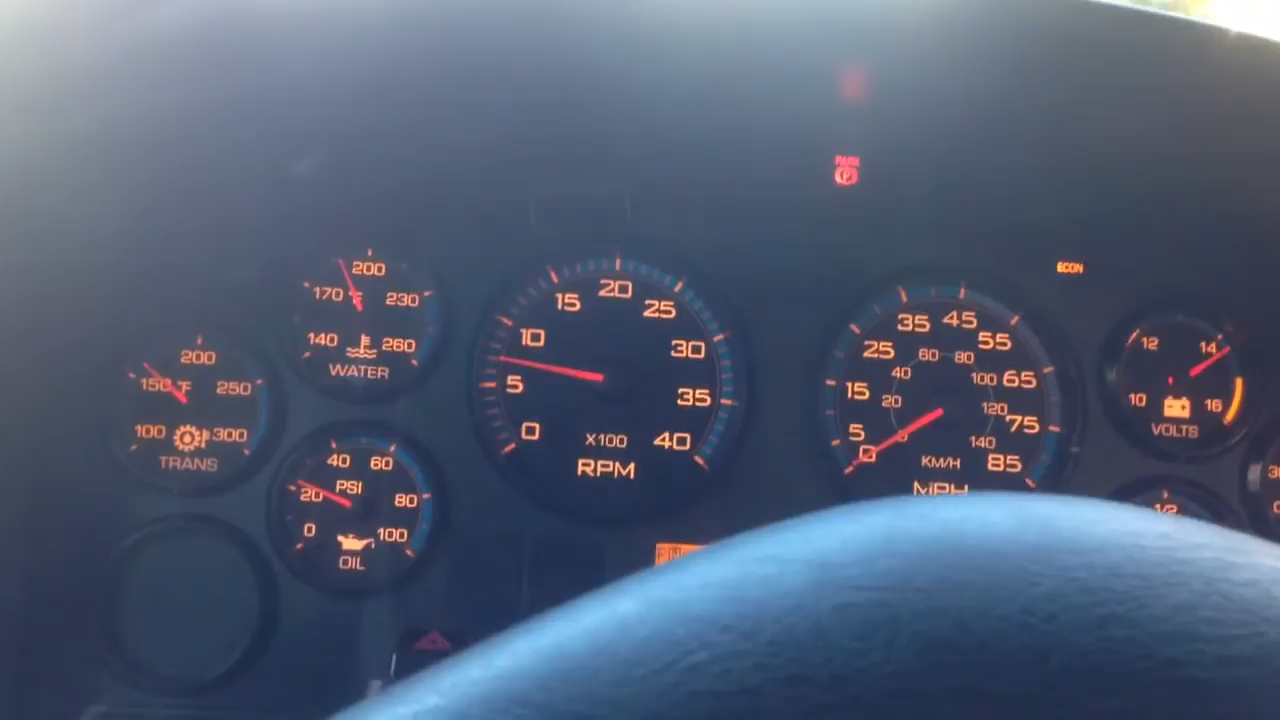 PARK
P
ECON
140 170 200 230 260
°F
WATER
100 150 200 250 300
°F
TRANS
0 20 40 60 80 100
PSI
OIL
0 5 10 15 20 25 30 35 40
X100
RPM
5 15 25 35 45 55 65 75 85
20 40 60 80 100 120 140
KM/H
MPH
10 12 14 16
VOLTS
1/2